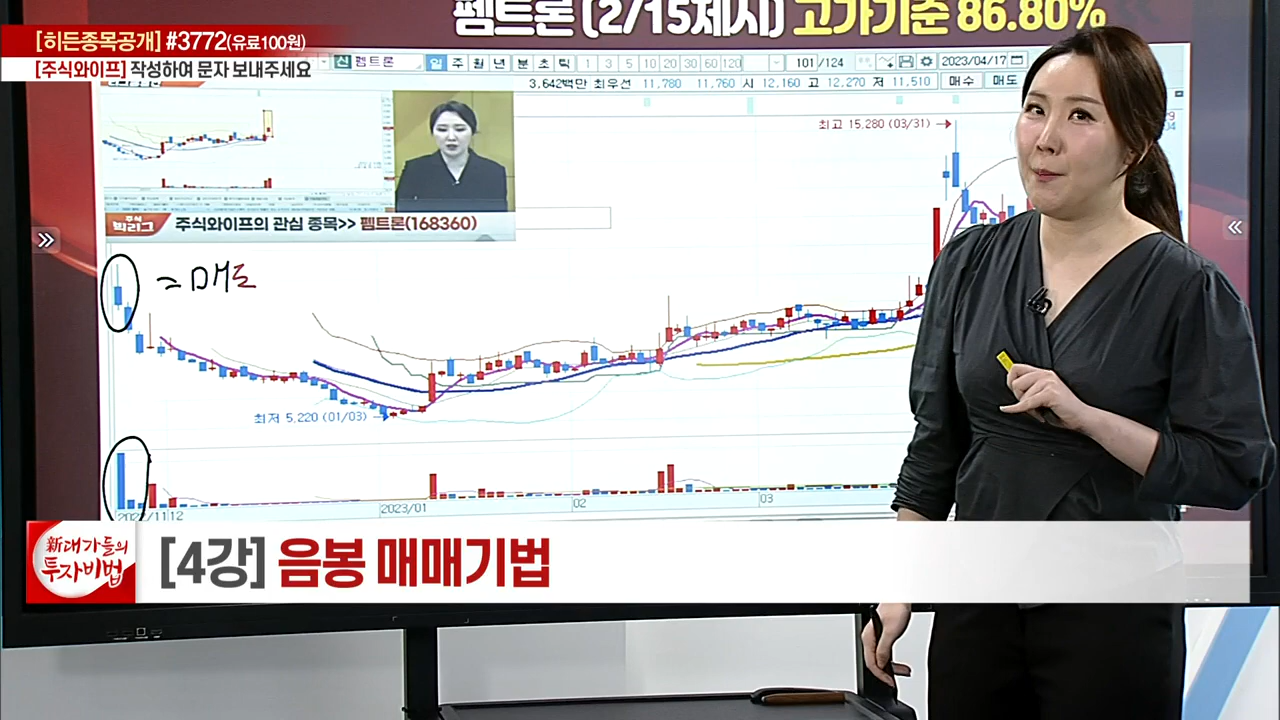 펨트론 (2/15제시) 고가기준 86.80%
[히든종목공개] #3772(유료100원)
[주식와이프] 작성하여 문자 보내주세요
신 펨트론 일 주 월 년 분 초 틱 1 3 5 10 20 30 60 120 101 /124 2023/04/17
3,642백만 최우선 11,780 11,760 시 12,160 고 12,270 저 11,510 매수 매도
최고 15,280 (03/31)
주식 빅리그 주식와이프의 관심 종목>> 펨트론(168360)
= 매도
최저 5,220 (01/03)
2023/01 02 03
新대가들의
투자비법
[4강] 음봉 매매기법